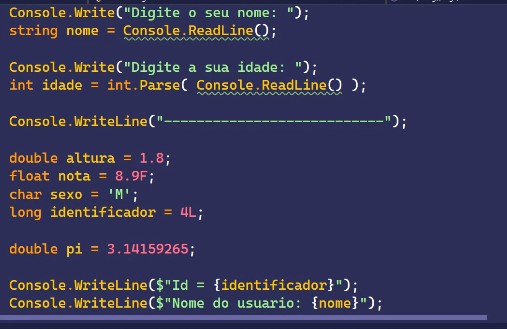 Console.Write("Digite o seu nome: ");
string nome = Console.ReadLine();
Console.Write("Digite a sua idade: ");
int idade = int.Parse( Console.ReadLine() );
Console.WriteLine("---------------------------");
double altura = 1.8;
float nota = 8.9F;
char sexo = 'M';
long identificador = 4L;
double pi = 3.14159265;
Console.WriteLine($"Id = {identificador}");
Console.WriteLine($"Nome do usuario: {nome}");